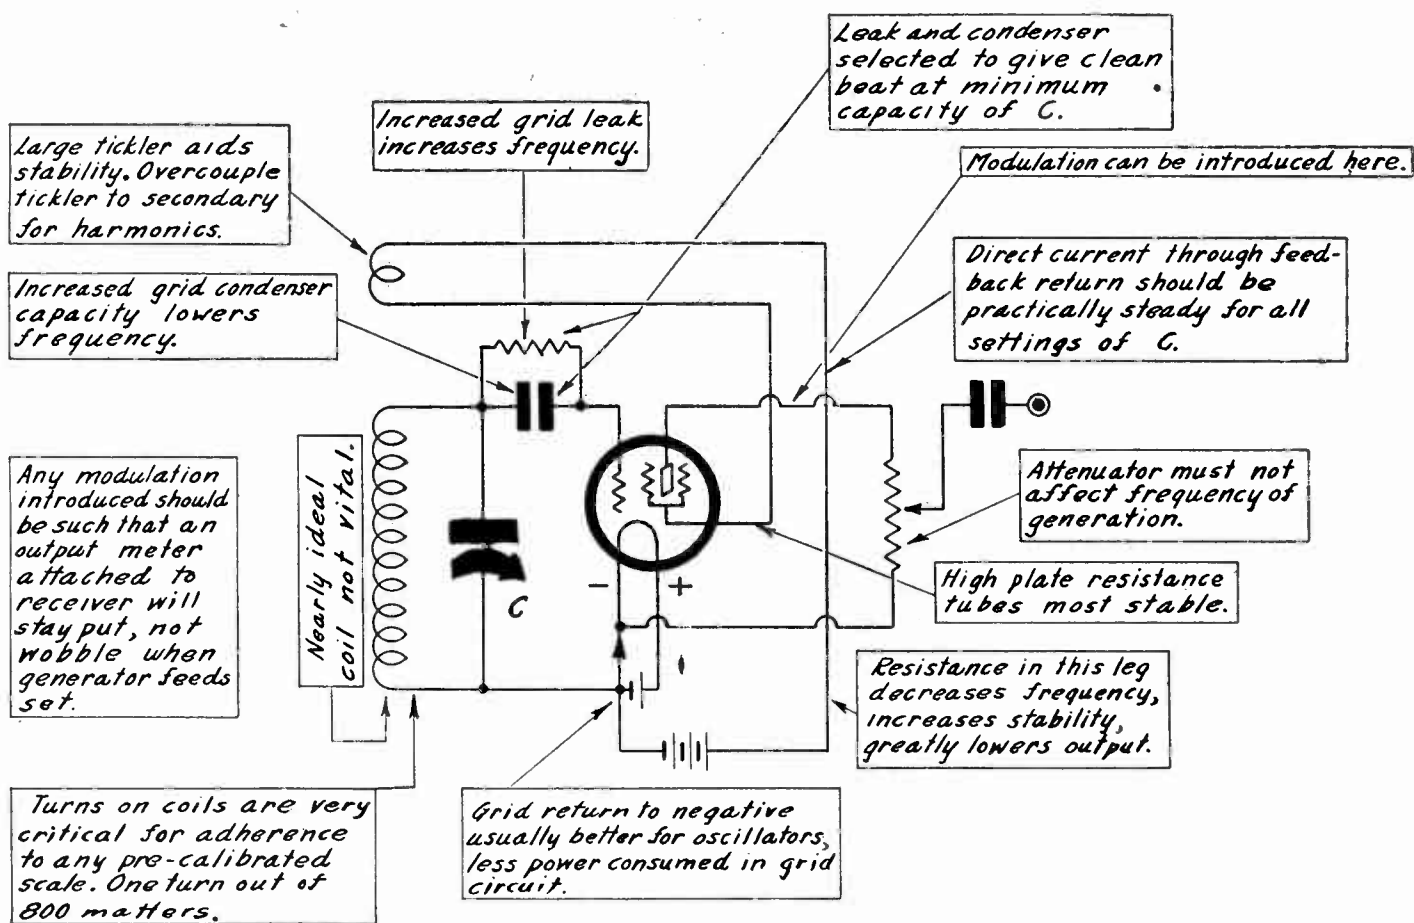 Leak and condenser
selected to give clean
beat at minimum
capacity of C.
Increased grid leak
increases frequency.
Large tickler aids
stability. Overcouple
tickler to secondary
for harmonics.
Modulation can be introduced here.
Direct current through feed-
back return should be
practically steady for all
settings of C.
Increased grid condenser
capacity lowers
frequency.
Nearly ideal
coil not vital.
Any modulation
introduced should
be such that an
output meter
attached to
receiver will
stay put, not
wobble when
generator feeds
set.
Attenuator must not
affect frequency of
generation.
- +
C
High plate resistance
tubes most stable.
Resistance in this leg
decreases frequency,
increases stability,
greatly lowers output.
Turns on coils are very
critical for adherence
to any pre-calibrated
scale. One turn out of
800 matters.
Grid return to negative
usually better for oscillators,
less power consumed in grid
circuit.